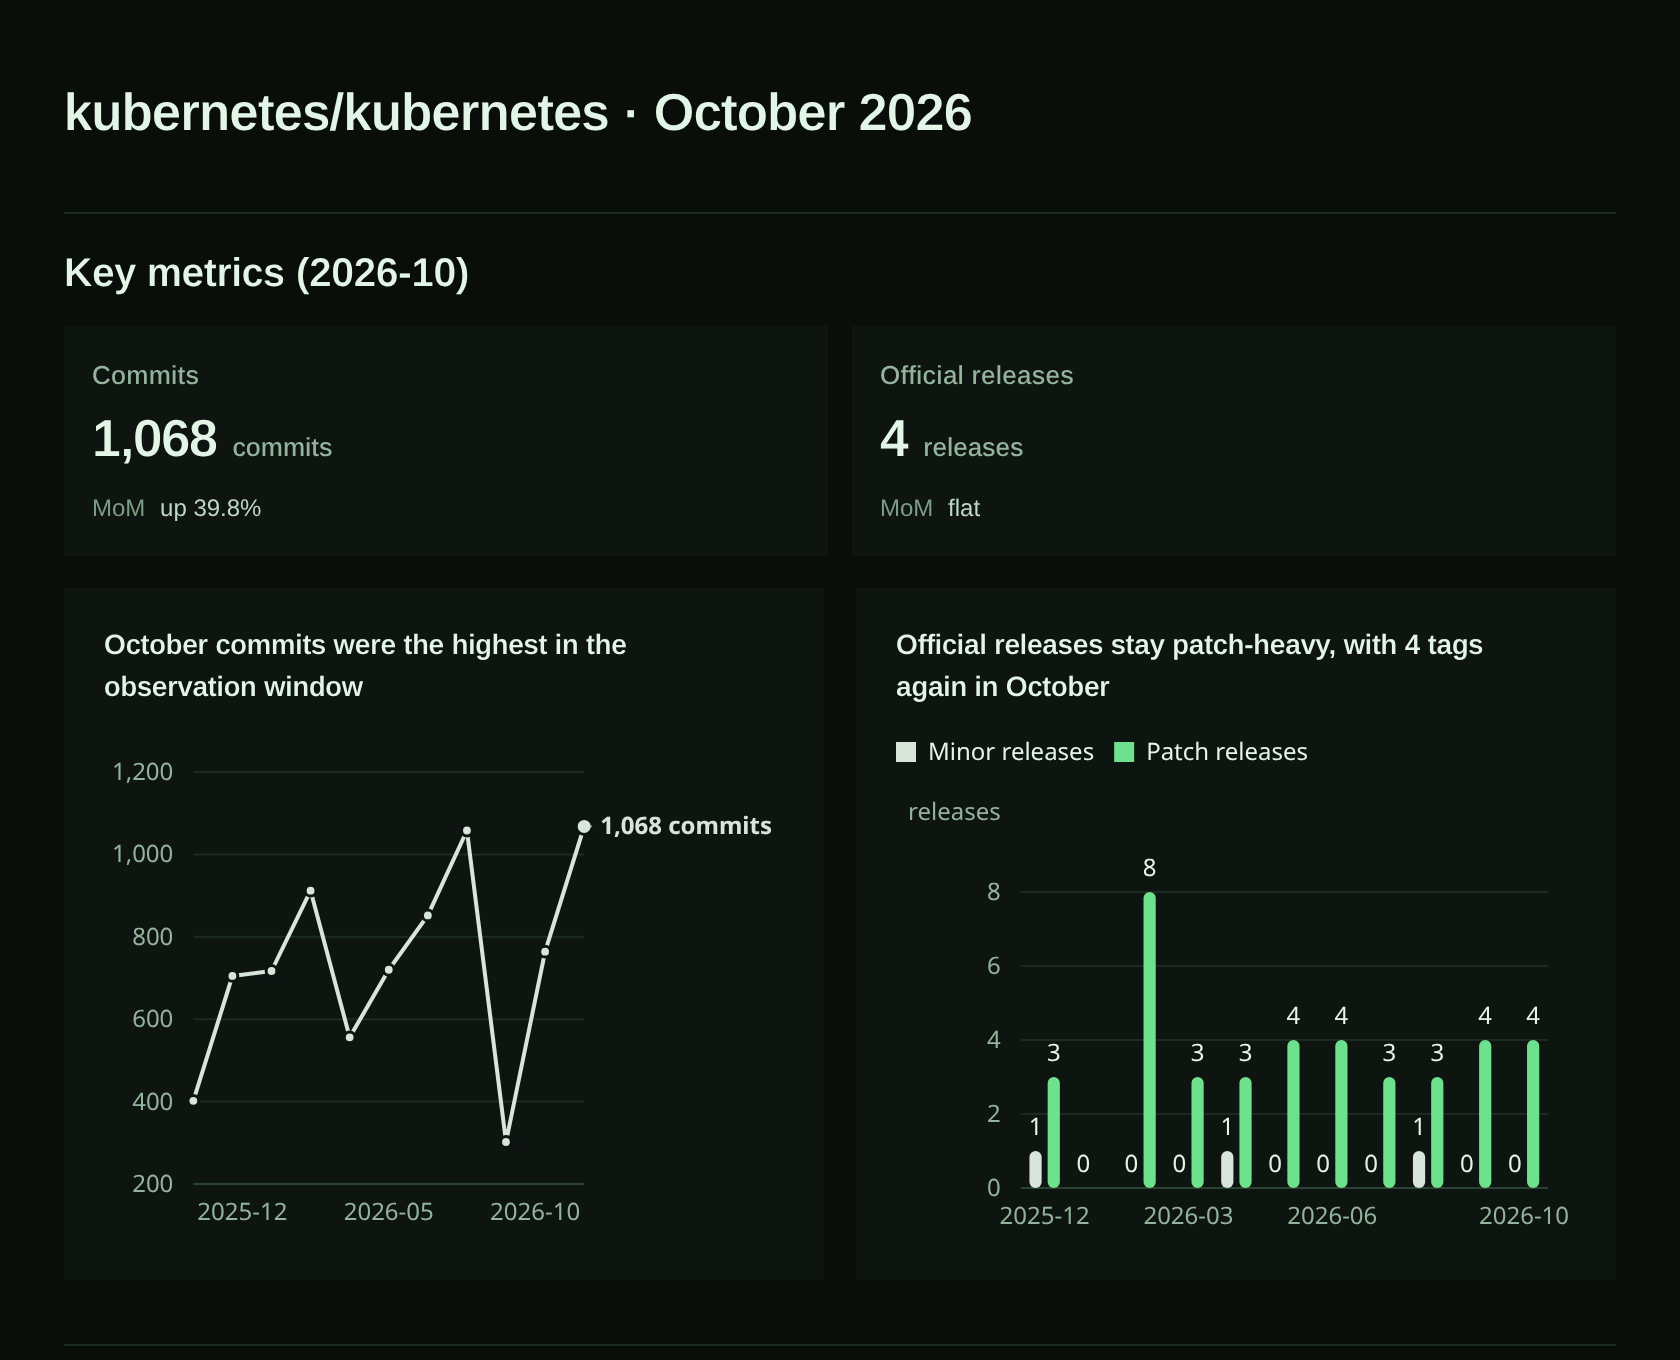 kubernetes/kubernetes · October 2026
Key metrics (2026-10)
Commits
1,068 commits
MoM up 39.8%
Official releases
4 releases
MoM flat
October commits were the highest in the
observation window
1,200
1,000
800
600
400
200
1,068 commits
2025-12 2026-05 2026-10
Official releases stay patch-heavy, with 4 tags
again in October
Minor releases Patch releases
releases
8
6
4
2
0
1 3 0 0 8 0 3 1 3 0 4 0 4 0 3 1 3 0 4 0 4
2025-12 2026-03 2026-06 2026-10